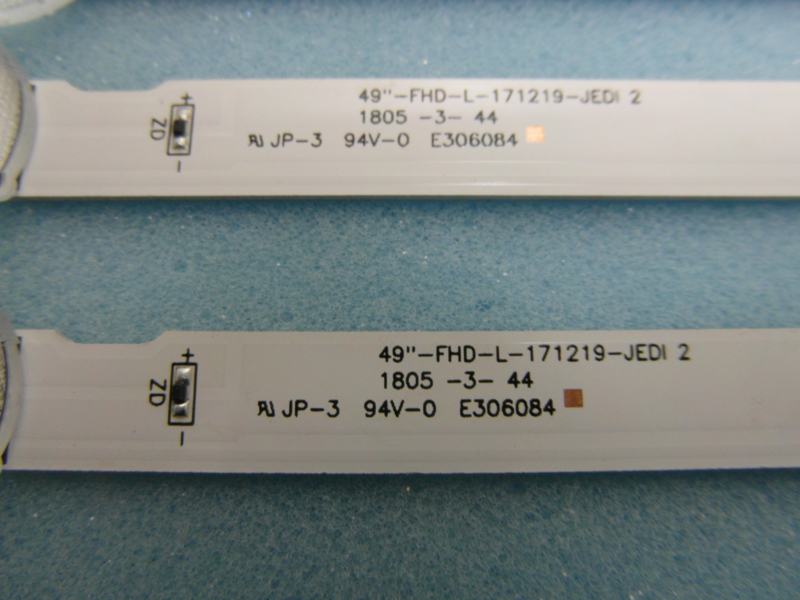 49"-FHD-L-171219-JEDI 2
1805 -3- 44
JP-3 94V-0 E306084
+
ZD
-
49"-FHD-L-171219-JEDI 2
1805 -3- 44
JP-3 94V-0 E306084
+
ZD
-